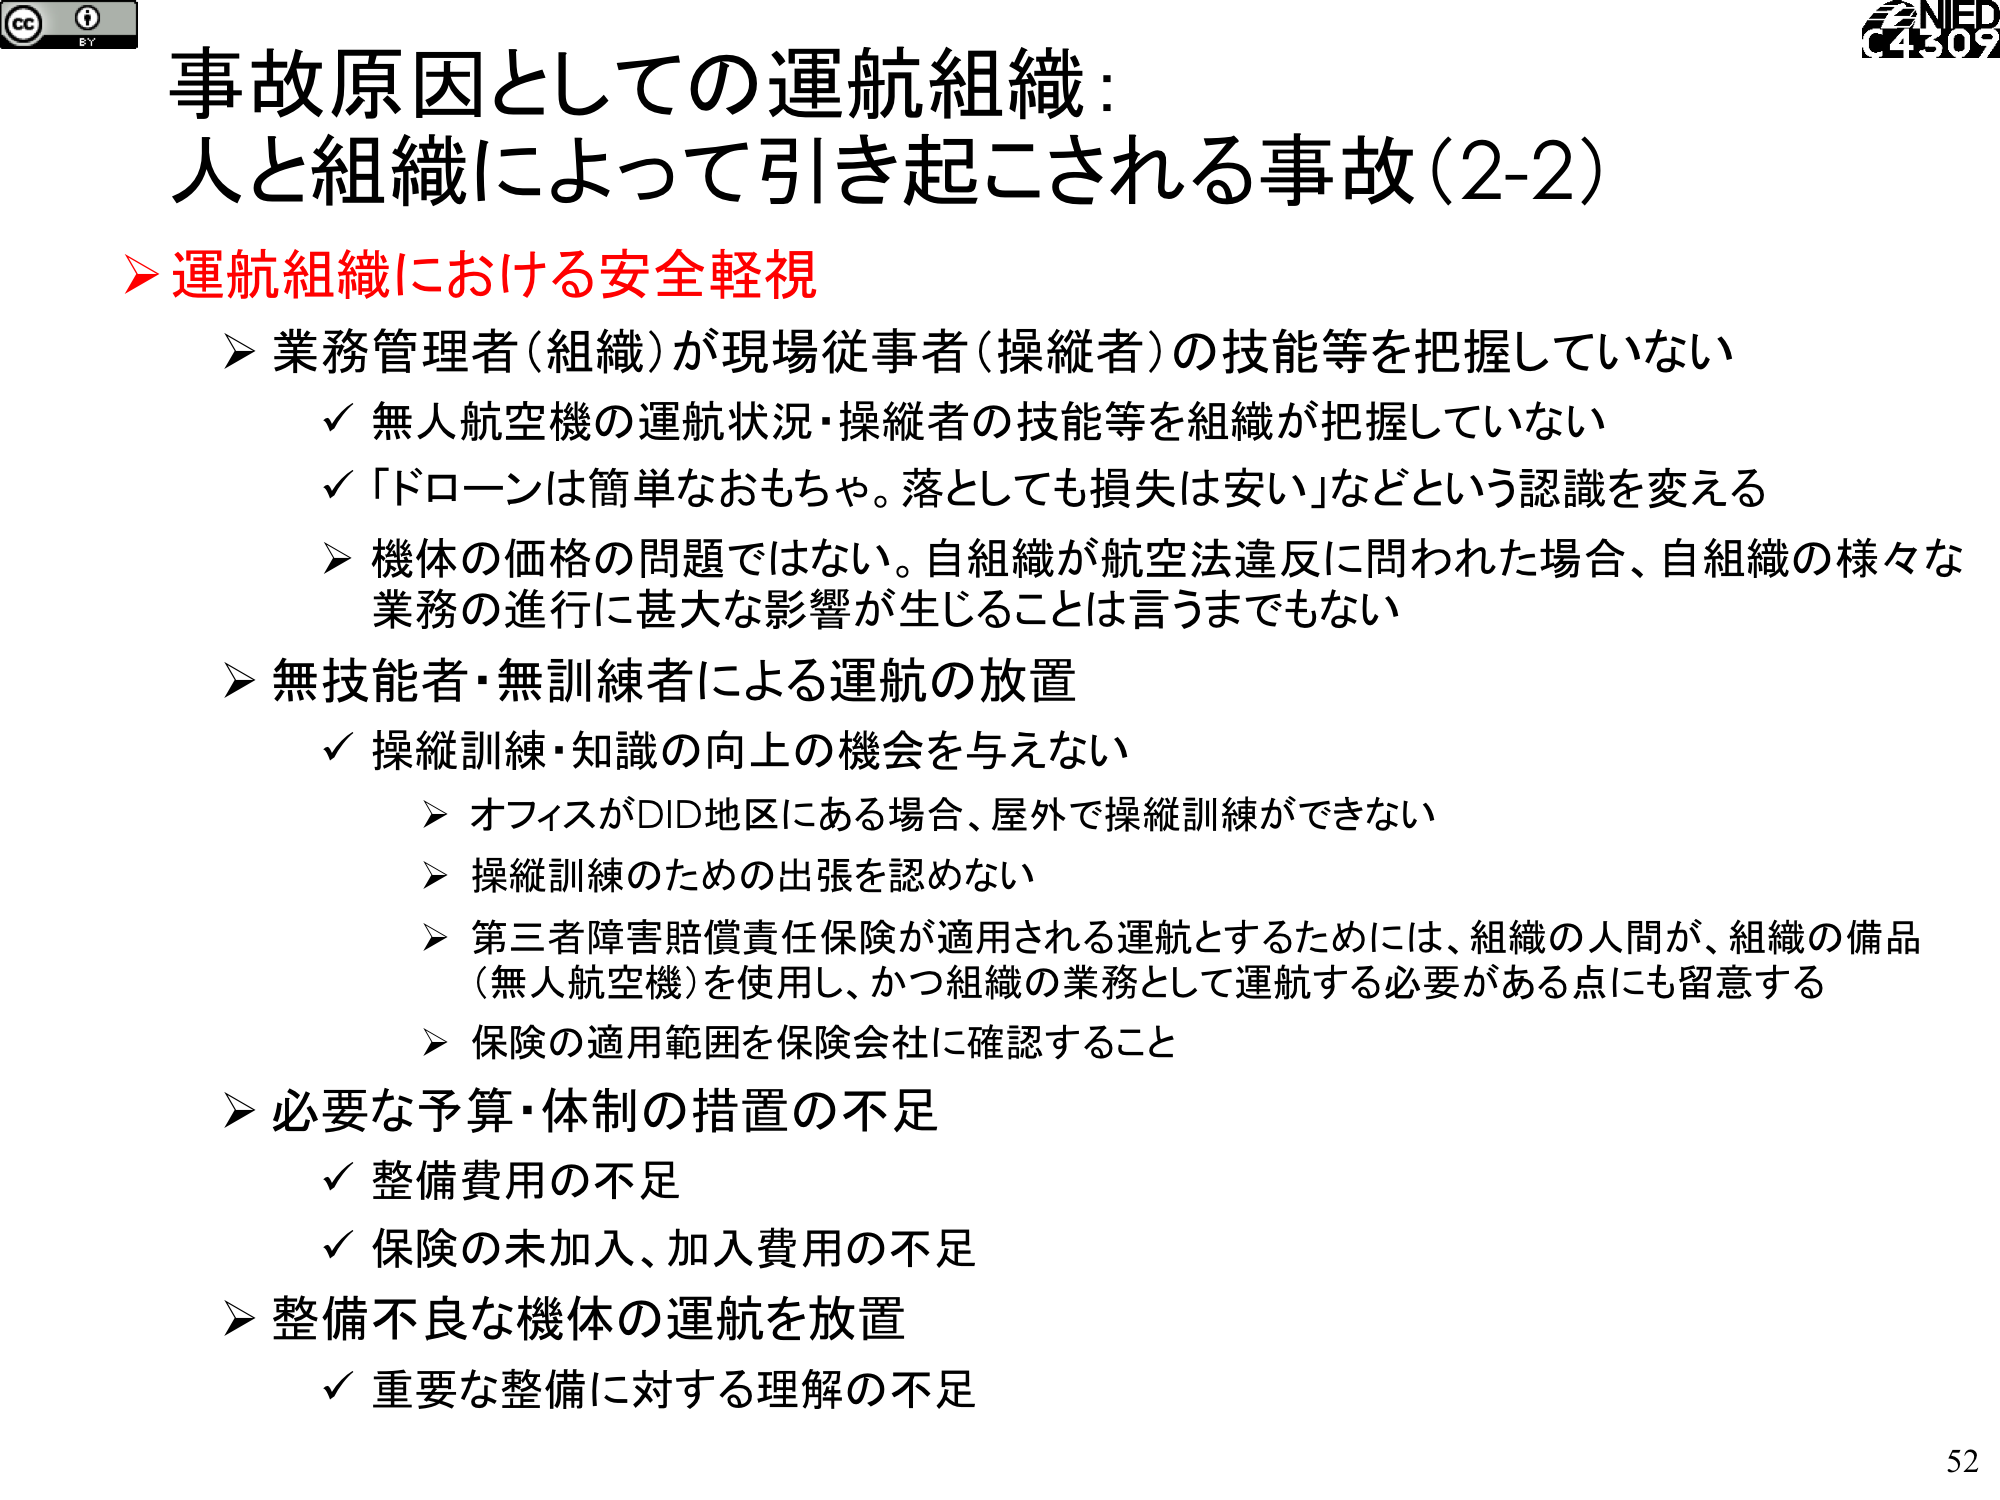 cc BY
NIED
C4309
事故原因としての運航組織：
人と組織によって引き起こされる事故（2-2）
➢ 運航組織における安全軽視
➢ 業務管理者（組織）が現場従事者（操縦者）の技能等を把握していない
✓ 無人航空機の運航状況・操縦者の技能等を組織が把握していない
✓ 「ドローンは簡単なおもちゃ。落としても損失は安い」などという認識を変える
➢ 機体の価格の問題ではない。自組織が航空法違反に問われた場合、自組織の様々な
業務の進行に甚大な影響が生じることは言うまでもない
➢ 無技能者・無訓練者による運航の放置
✓ 操縦訓練・知識の向上の機会を与えない
➢ オフィスがDID地区にある場合、屋外で操縦訓練ができない
➢ 操縦訓練のための出張を認めない
➢ 第三者障害賠償責任保険が適用される運航とするためには、組織の人間が、組織の備品
（無人航空機）を使用し、かつ組織の業務として運航する必要がある点にも留意する
➢ 保険の適用範囲を保険会社に確認すること
➢ 必要な予算・体制の措置の不足
✓ 整備費用の不足
✓ 保険の未加入、加入費用の不足
➢ 整備不良な機体の運航を放置
✓ 重要な整備に対する理解の不足
52